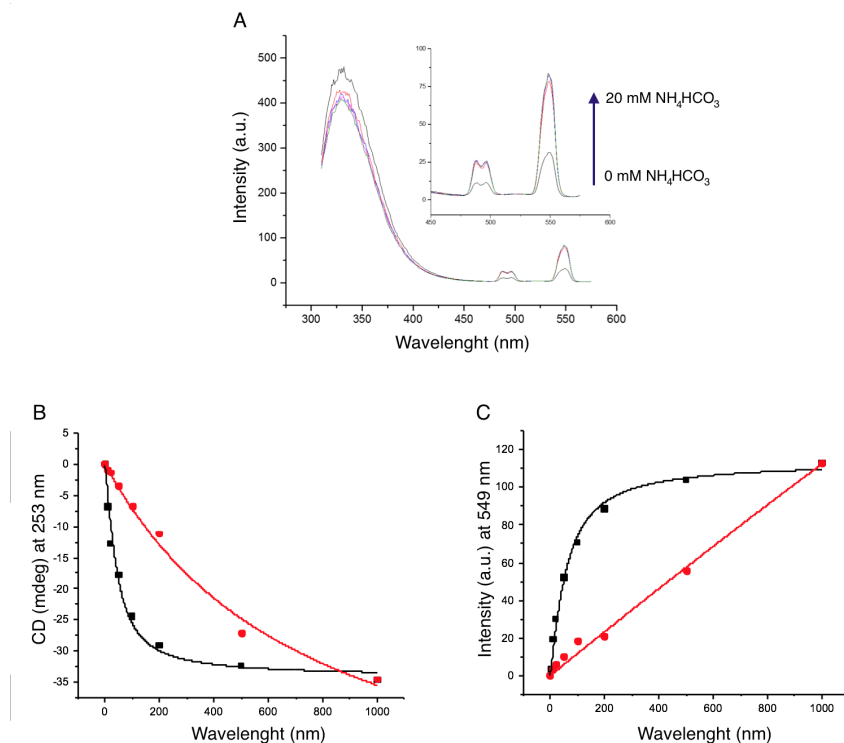 A
Intensity (a.u.)
500
400
300
200
100
0
300 350 400 450 500 550 600
Wavelenght (nm)
100
75
50
25
0
450 500 550 600
20 mM NH₄HCO₃
0 mM NH₄HCO₃
B
CD (mdeg) at 253 nm
5
0
-5
-10
-15
-20
-25
-30
-35
0 200 400 600 800 1000
Wavelenght (nm)
C
Intensity (a.u.) at 549 nm
120
100
80
60
40
20
0
0 200 400 600 800 1000
Wavelenght (nm)